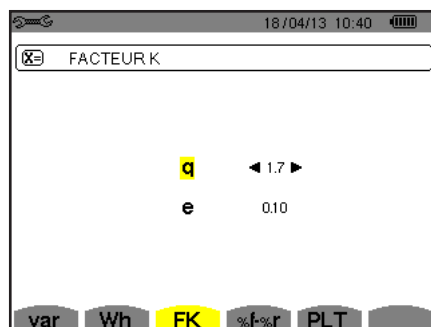 18/04/13 10:40
X= FACTEUR K
q ◄ 1.7 ►
e 0.10
var Wh FK %f-%r PLT